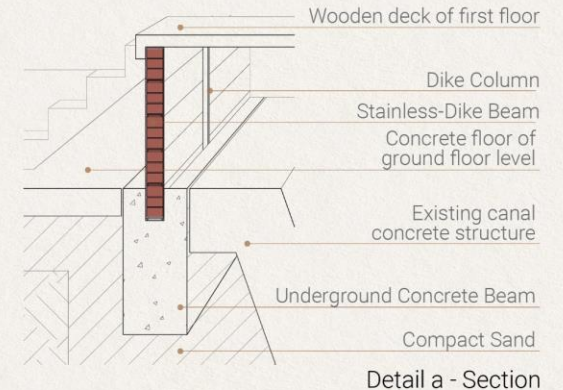 Wooden deck of first floor
Dike Column
Stainless-Dike Beam
Concrete floor of
ground floor level
Existing canal
concrete structure
Underground Concrete Beam
Compact Sand
Detail a - Section